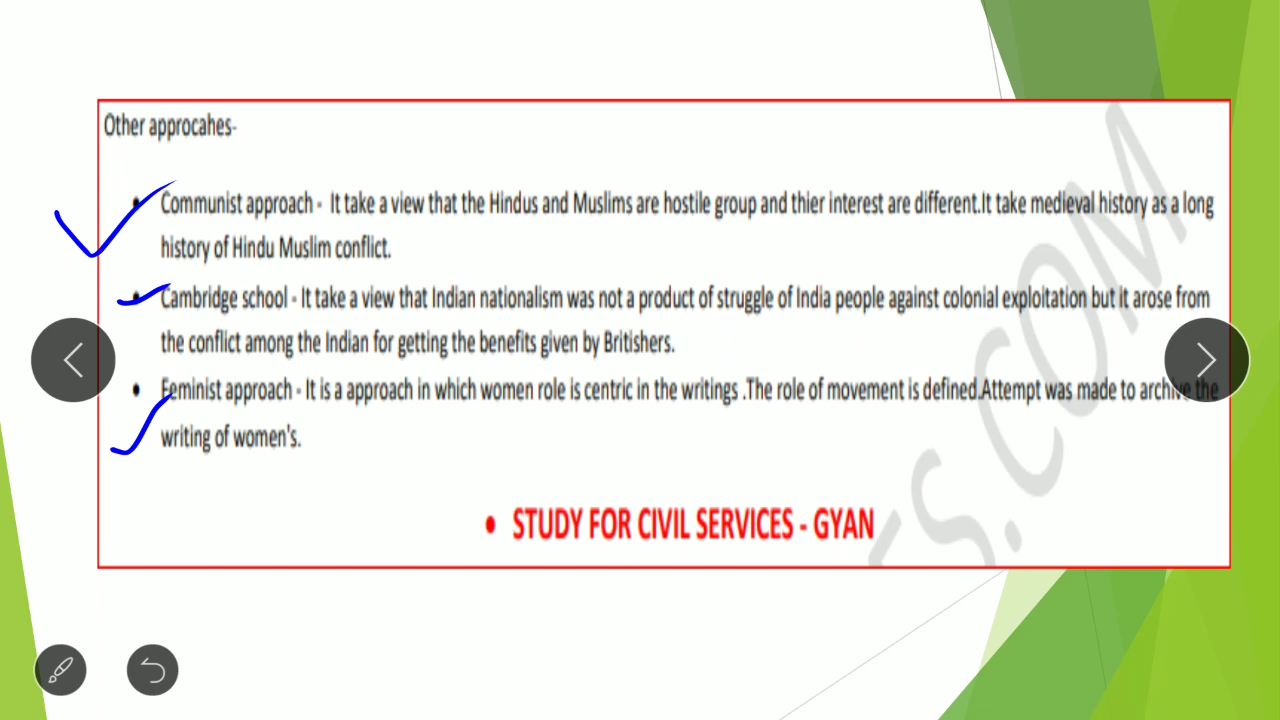 Other approcahes-
• Communist approach - It take a view that the Hindus and Muslims are hostile group and thier interest are different.It take medieval history as a long
history of Hindu Muslim conflict.
• Cambridge school - It take a view that Indian nationalism was not a product of struggle of India people against colonial exploitation but it arose from
the conflict among the Indian for getting the benefits given by Britishers.
• Feminist approach - It is a approach in which women role is centric in the writings .The role of movement is defined.Attempt was made to archive the
writing of women's.
• STUDY FOR CIVIL SERVICES - GYAN
ES.COM